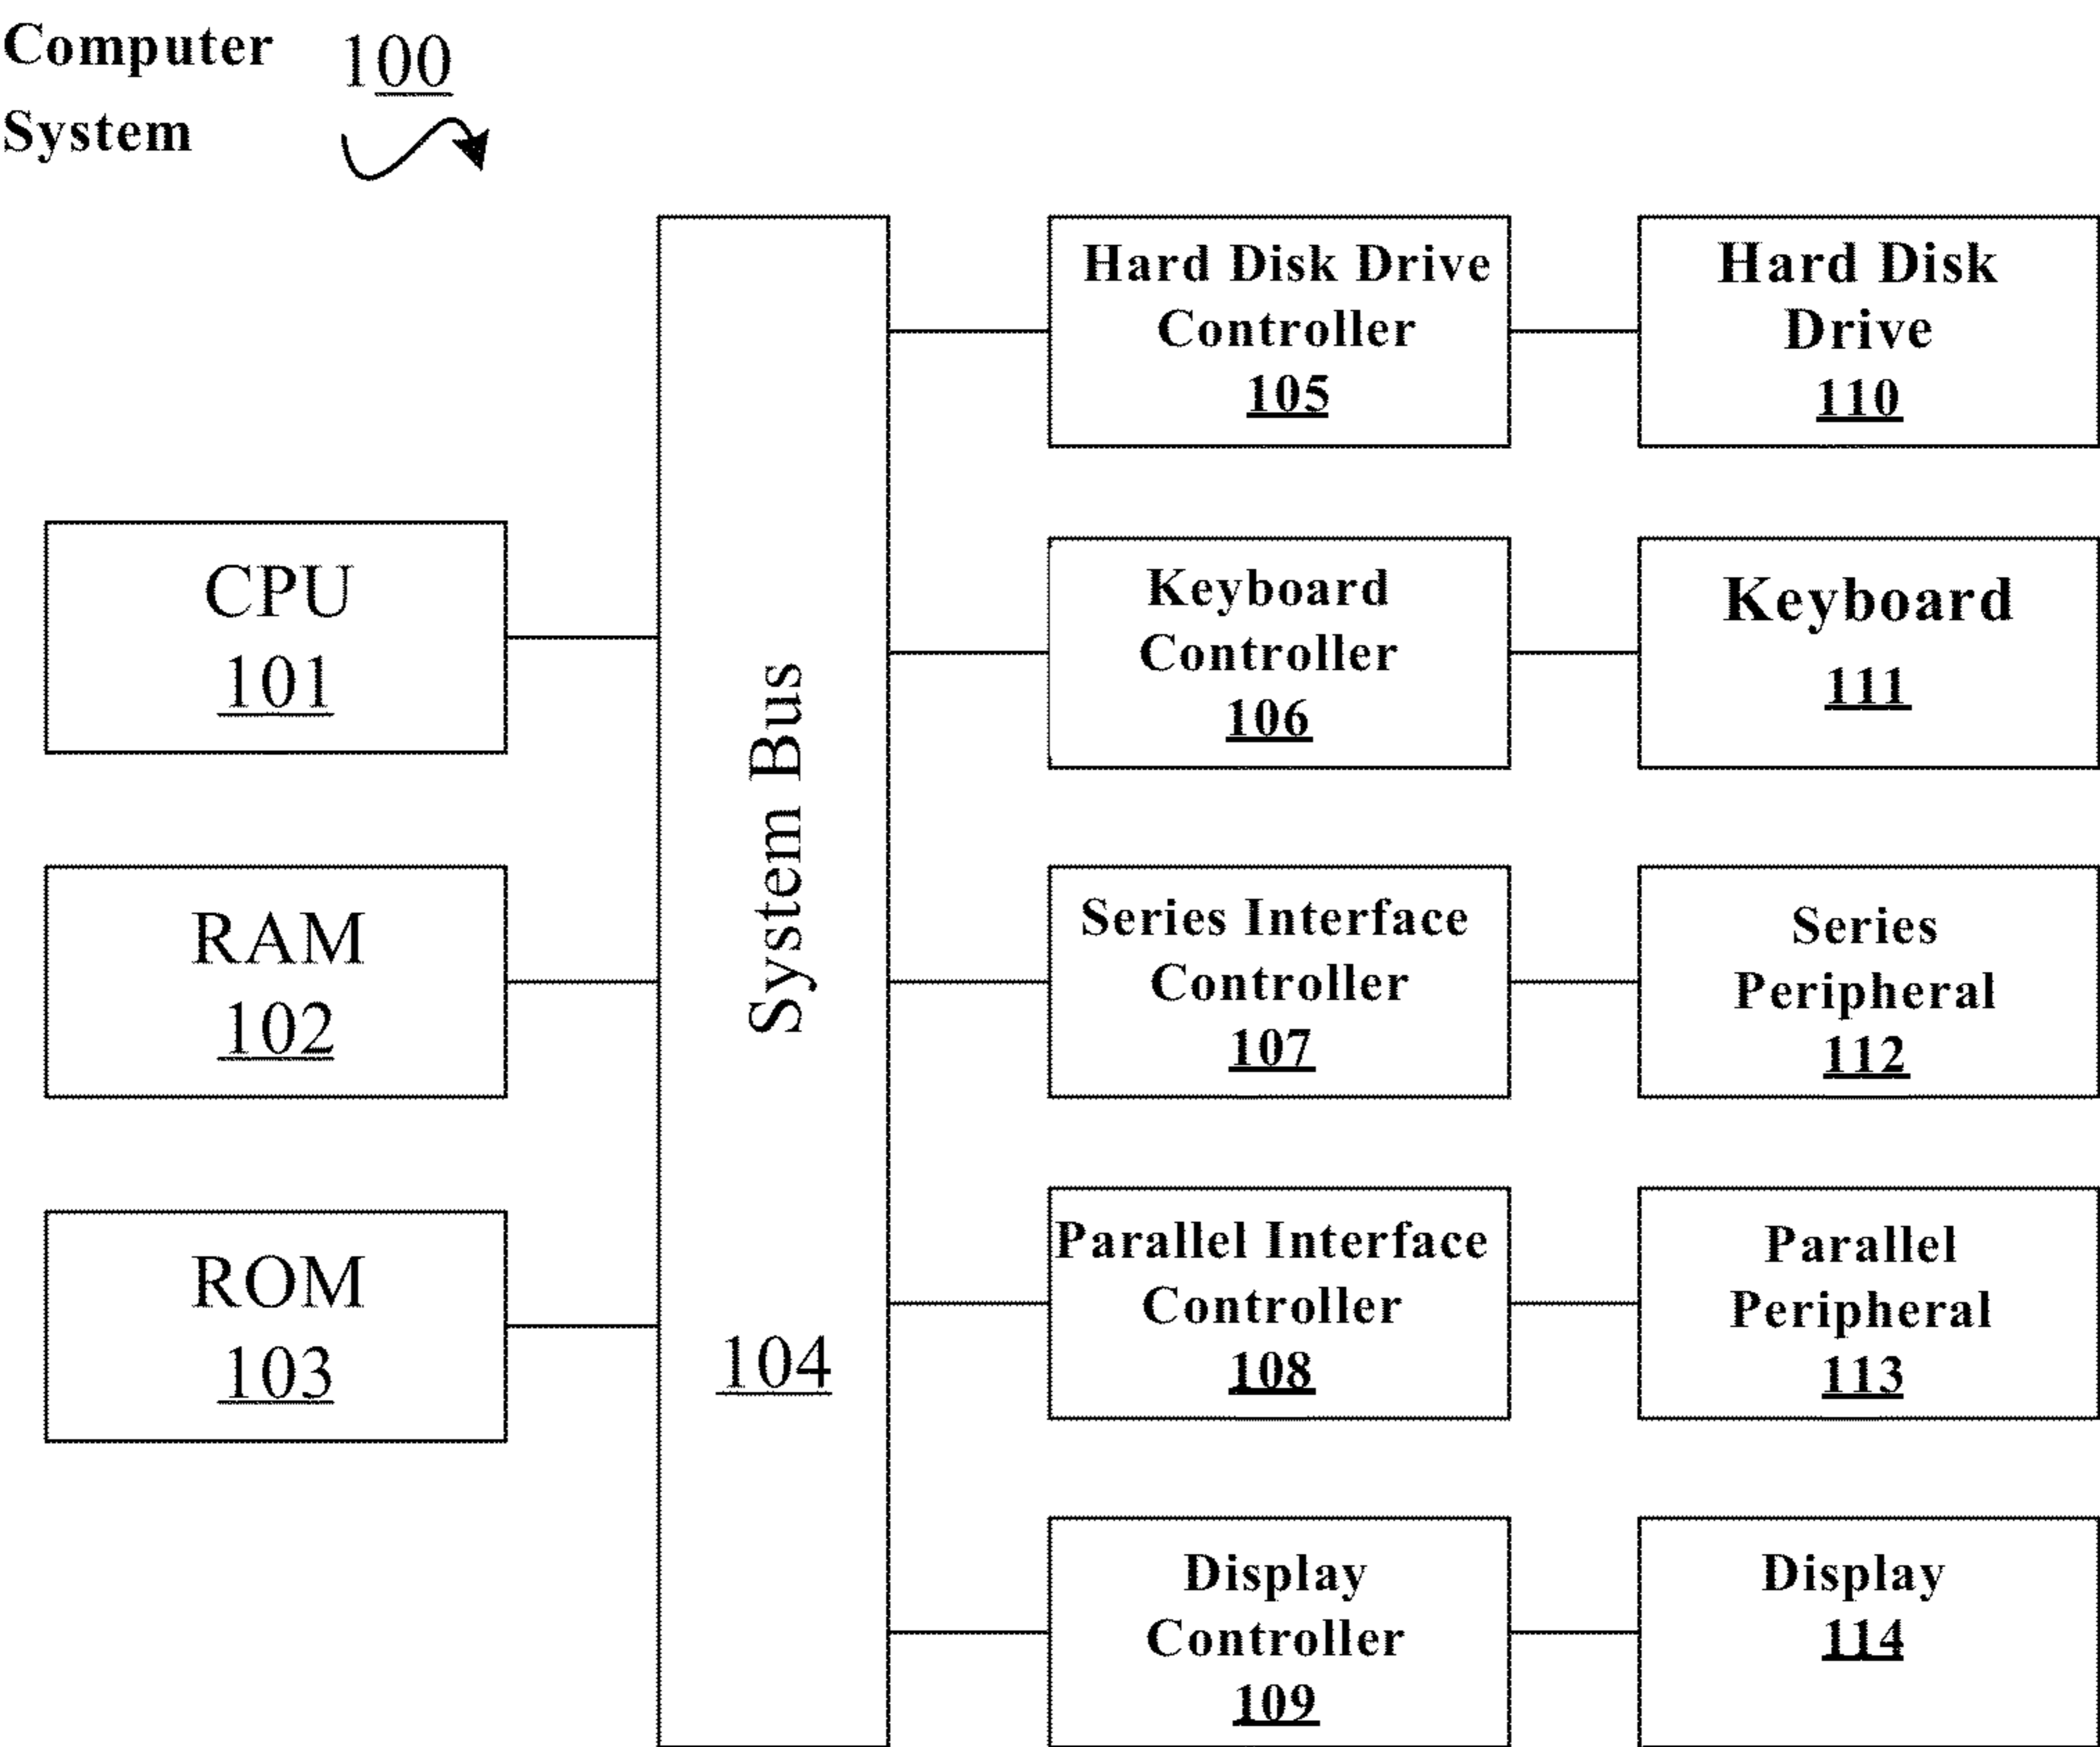 Computer
System
100
Hard Disk Drive
Controller
105
Hard Disk
Drive
110
CPU
101
Keyboard
Controller
106
Keyboard
111
System Bus
104
RAM
102
Series Interface
Controller
107
Series
Peripheral
112
ROM
103
Parallel Interface
Controller
108
Parallel
Peripheral
113
Display
Controller
109
Display
114